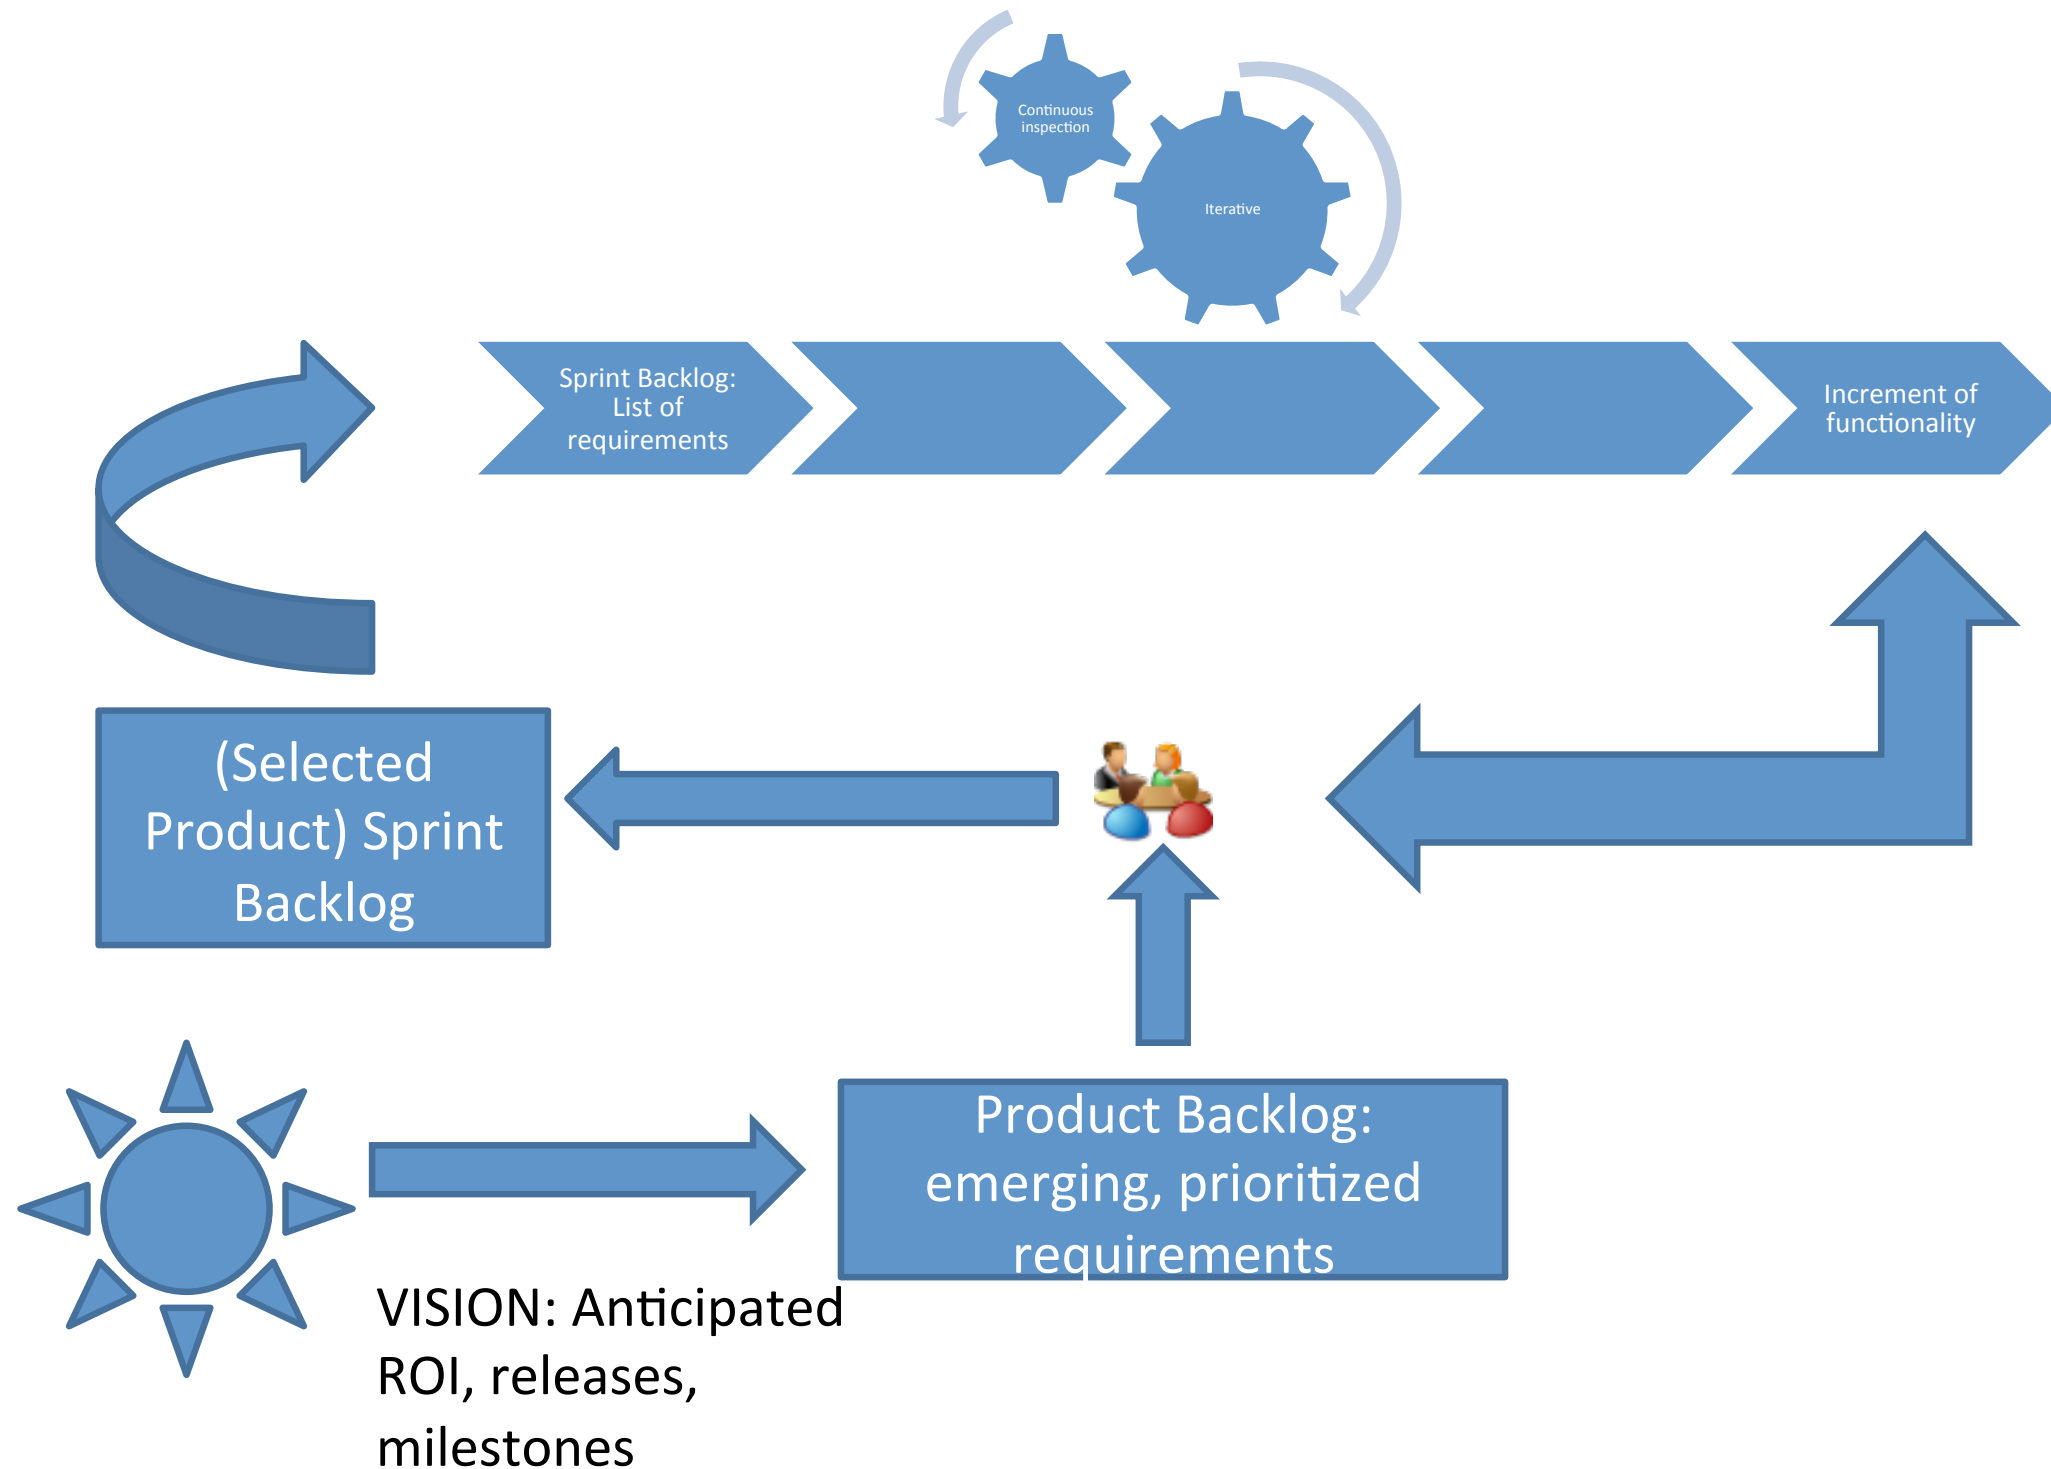 Continuous
inspection
Iterative
Sprint Backlog:
List of
requirements
Increment of
functionality
(Selected
Product) Sprint
Backlog
Product Backlog:
emerging, prioritized
requirements
VISION: Anticipated
ROI, releases,
milestones